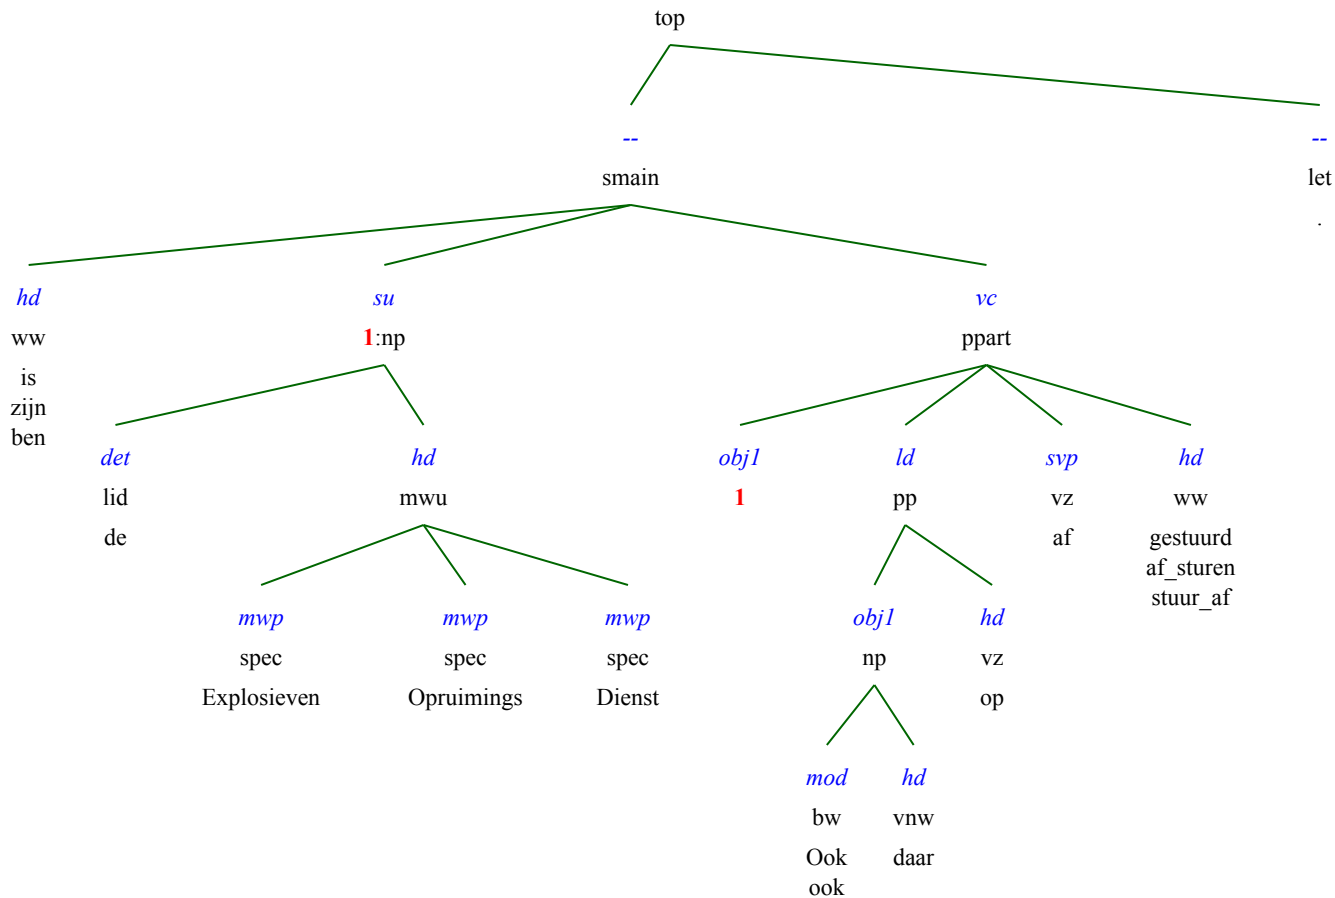 top
-- --
smain let
.
hd su vc
ww 1:np ppart
is
zijn
ben
det hd obj1 ld svp hd
lid mwu 1 pp vz ww
de af gestuurd
af_sturen
stuur_af
mwp mwp mwp obj1 hd
spec spec spec np vz
Explosieven Opruimings Dienst op
mod hd
bw vnw
Ook daar
ook